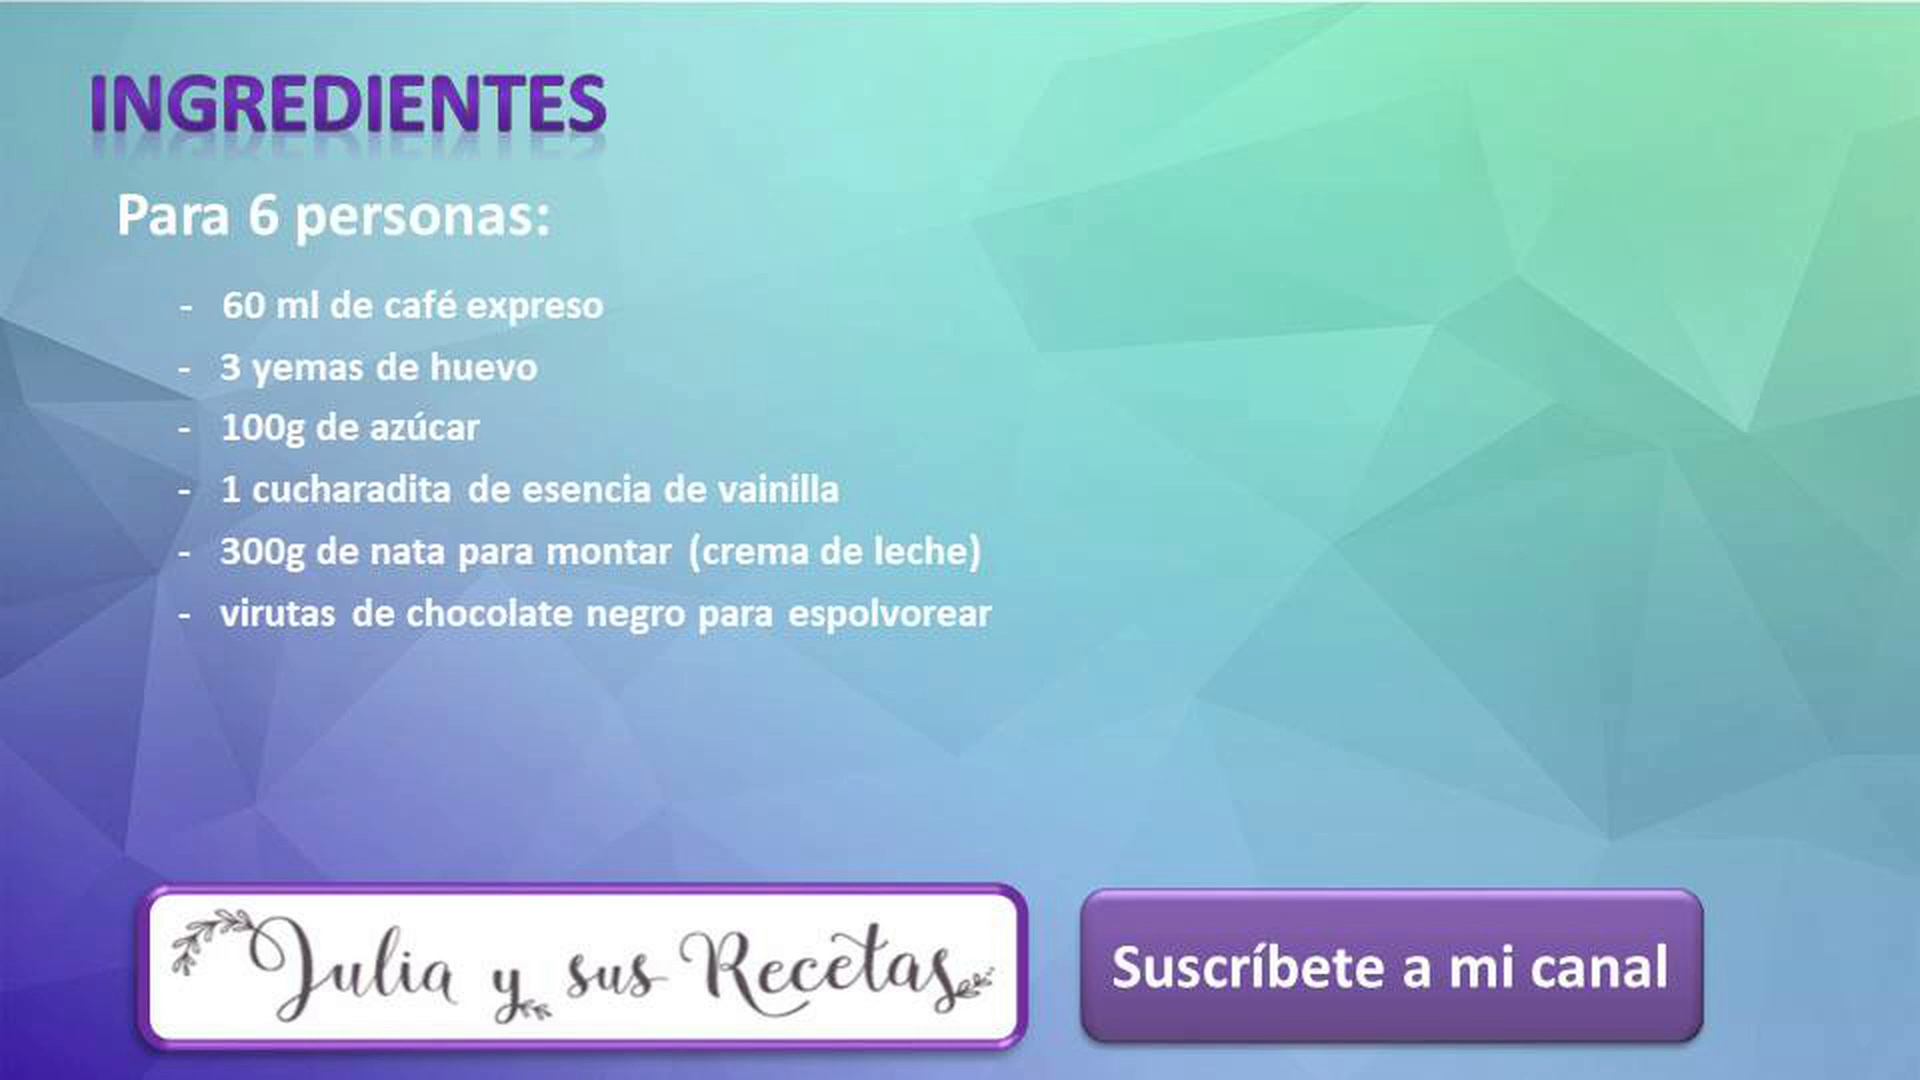 INGREDIENTES
Para 6 personas:
- 60 ml de café expreso
- 3 yemas de huevo
- 100g de azúcar
- 1 cucharadita de esencia de vainilla
- 300g de nata para montar (crema de leche)
- virutas de chocolate negro para espolvorear
Julia y sus Recetas
Suscríbete a mi canal